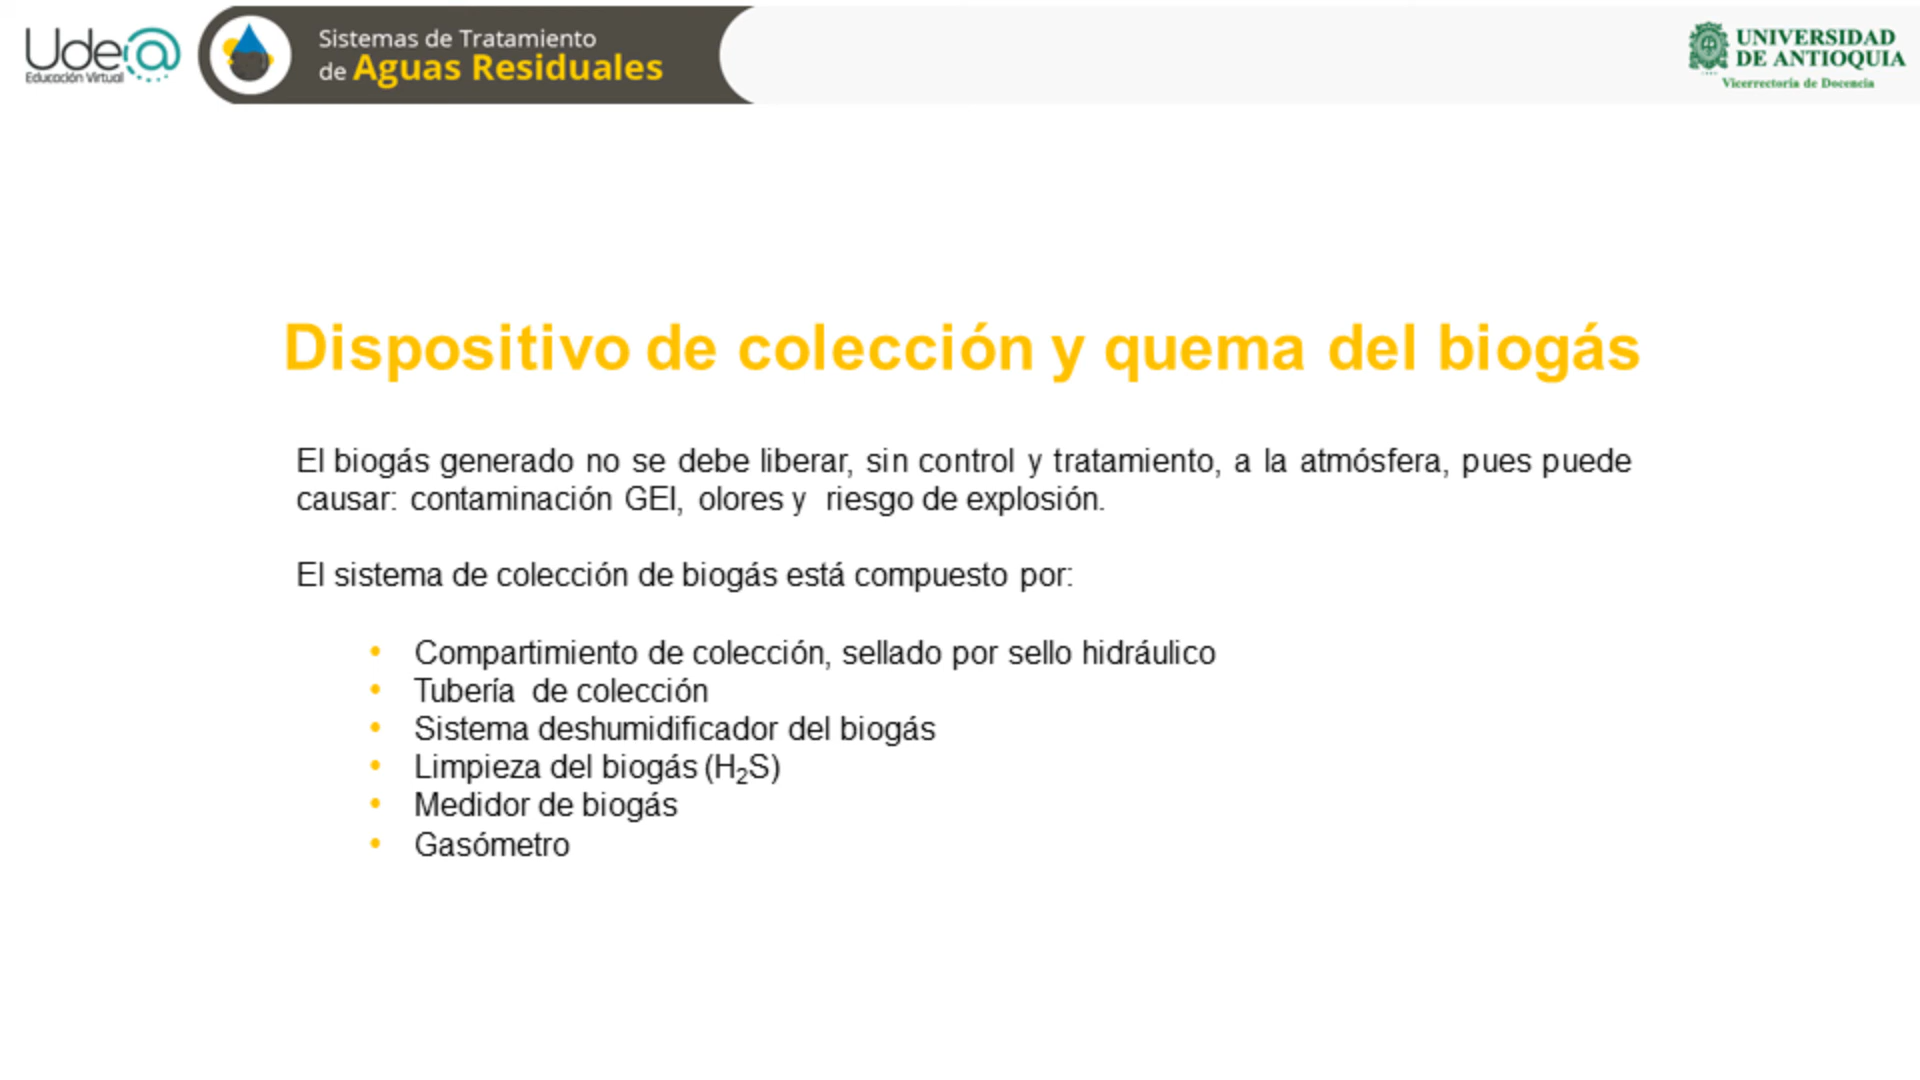 Ude@
Educación Virtual
Sistemas de Tratamiento
de Aguas Residuales
UNIVERSIDAD
DE ANTIOQUIA
Vicerrectoría de Docencia
Dispositivo de colección y quema del biogás
El biogás generado no se debe liberar, sin control y tratamiento, a la atmósfera, pues puede
causar: contaminación GEI, olores y riesgo de explosión.
El sistema de colección de biogás está compuesto por:
• Compartimiento de colección, sellado por sello hidráulico
• Tubería de colección
• Sistema deshumidificador del biogás
• Limpieza del biogás (H₂S)
• Medidor de biogás
• Gasómetro